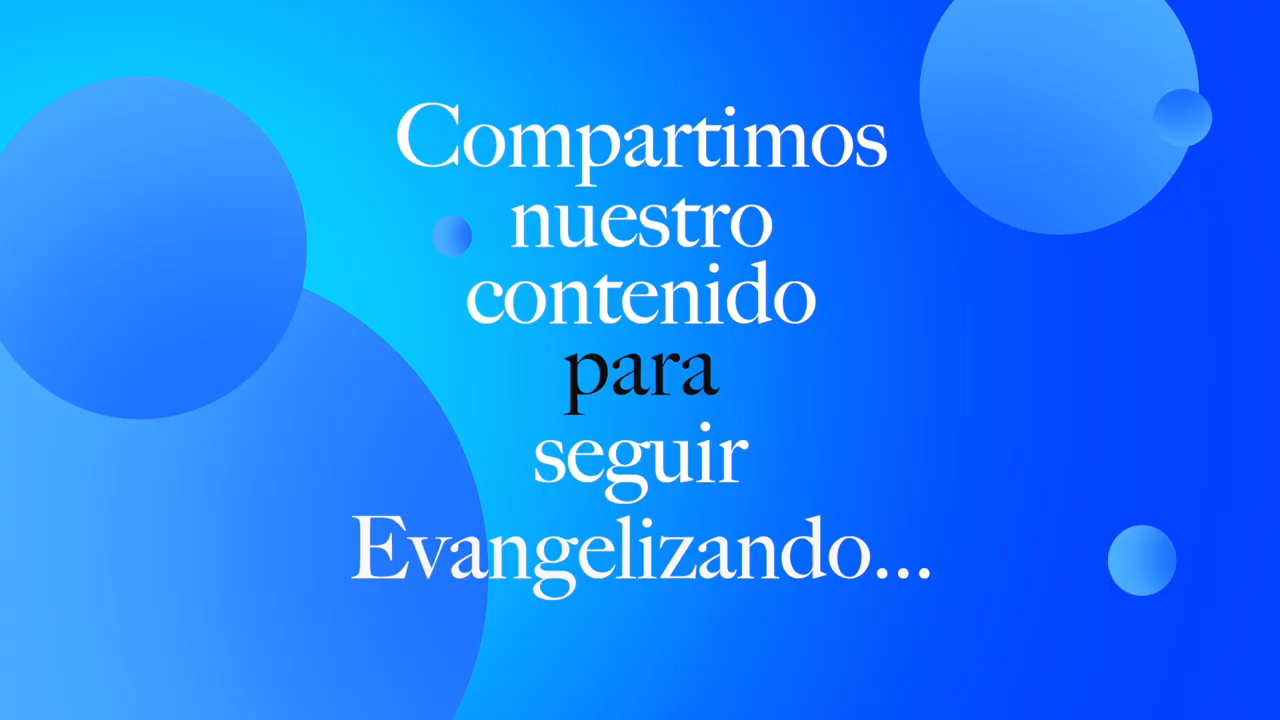 Compartimos
nuestro
contenido
para
seguir
Evangelizando...